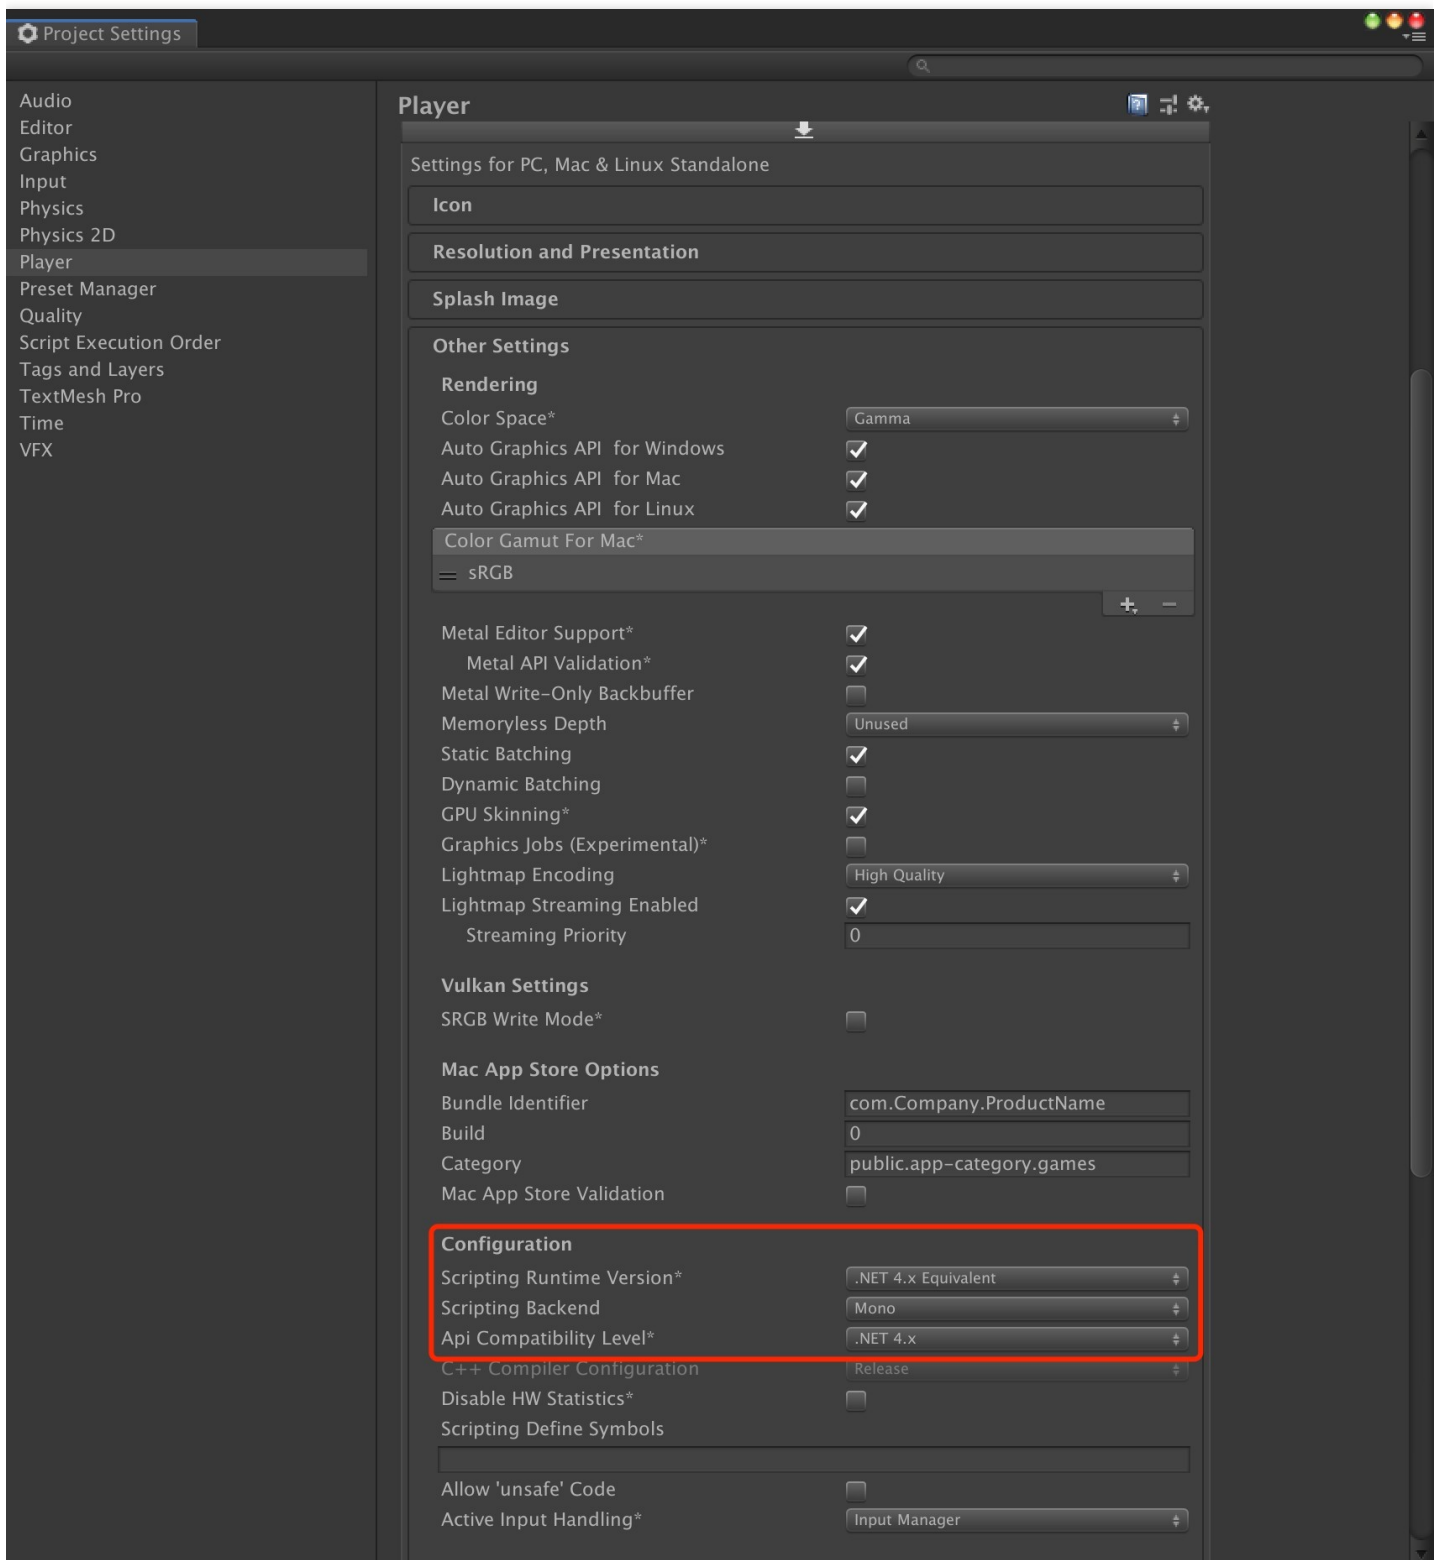 Project Settings
Audio
Editor
Graphics
Input
Physics
Physics 2D
Player
Preset Manager
Quality
Script Execution Order
Tags and Layers
TextMesh Pro
Time
VFX
Player
Settings for PC, Mac & Linux Standalone
Icon
Resolution and Presentation
Splash Image
Other Settings
Rendering
Color Space* Gamma
Auto Graphics API for Windows
Auto Graphics API for Mac
Auto Graphics API for Linux
Color Gamut For Mac*
sRGB
Metal Editor Support*
Metal API Validation*
Metal Write-Only Backbuffer
Memoryless Depth Unused
Static Batching
Dynamic Batching
GPU Skinning*
Graphics Jobs (Experimental)*
Lightmap Encoding High Quality
Lightmap Streaming Enabled
Streaming Priority 0
Vulkan Settings
SRGB Write Mode*
Mac App Store Options
Bundle Identifier com.Company.ProductName
Build 0
Category public.app-category.games
Mac App Store Validation
Configuration
Scripting Runtime Version* .NET 4.x Equivalent
Scripting Backend Mono
Api Compatibility Level* .NET 4.x
C++ Compiler Configuration Release
Disable HW Statistics*
Scripting Define Symbols
Allow 'unsafe' Code
Active Input Handling* Input Manager